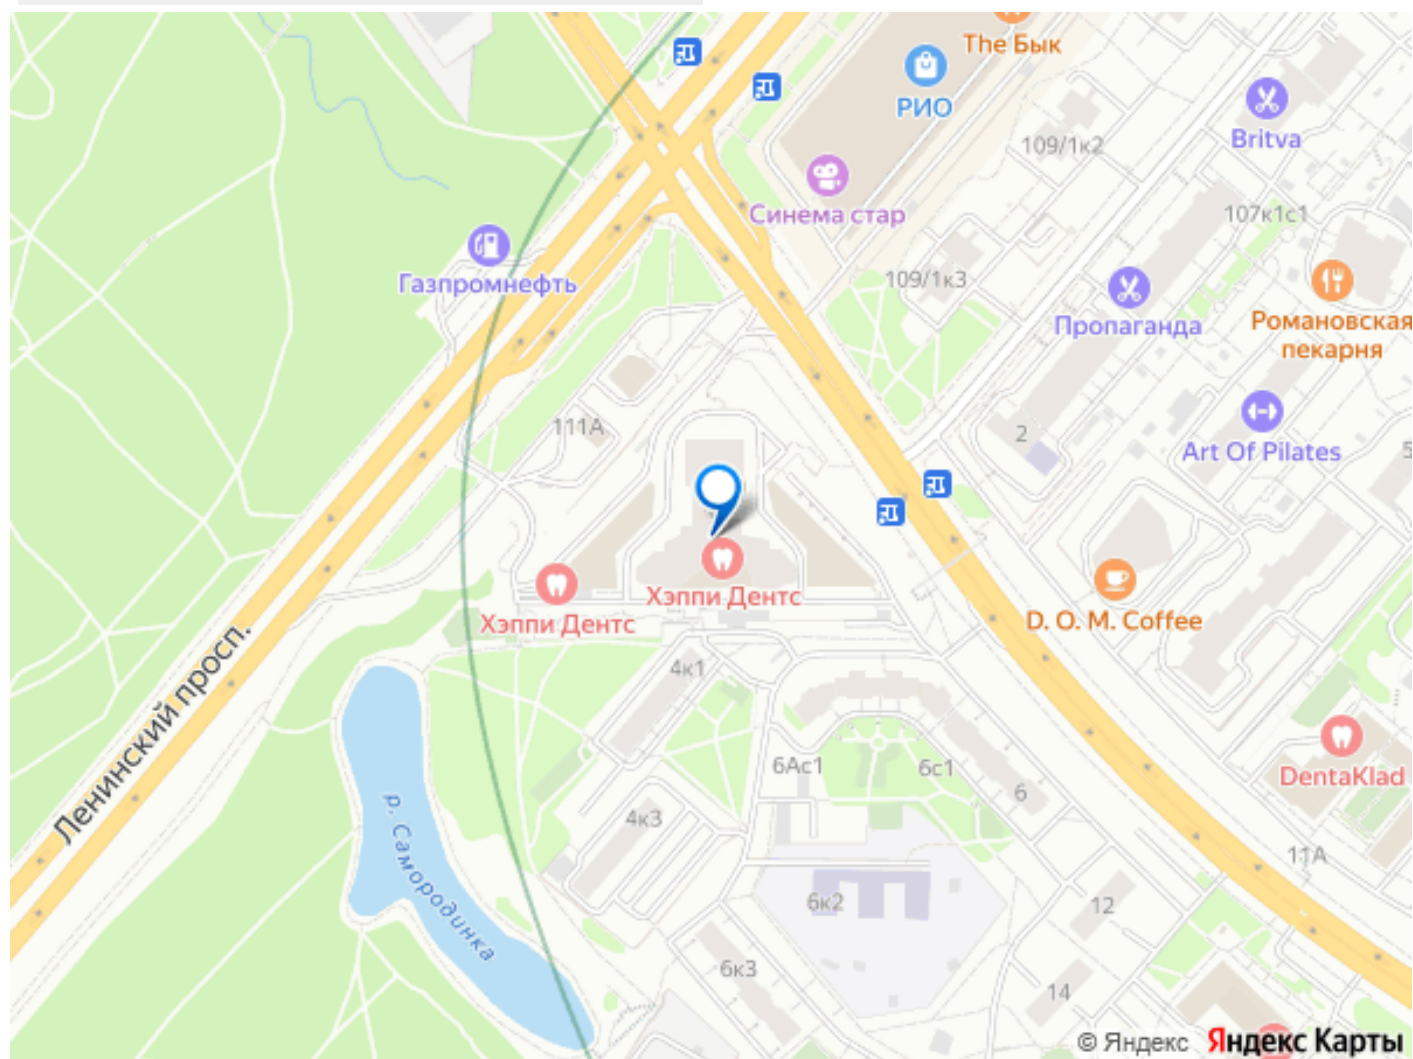 The Бык
РИО
Britva
109/1к2
Синема стар
107к1с1
Газпромнефть
109/1к3
Пропаганда
Романовская
пекарня
111А
2
Art Of Pilates
Хэппи Дентс
Хэппи Дентс
D. O. M. Coffee
Ленинский просп.
4к1
6Ас1
6с1
6
DentaKlad
р. Самородинка
4к3
11А
6к2
12
6к3
14
© Яндекс Яндекс Карты